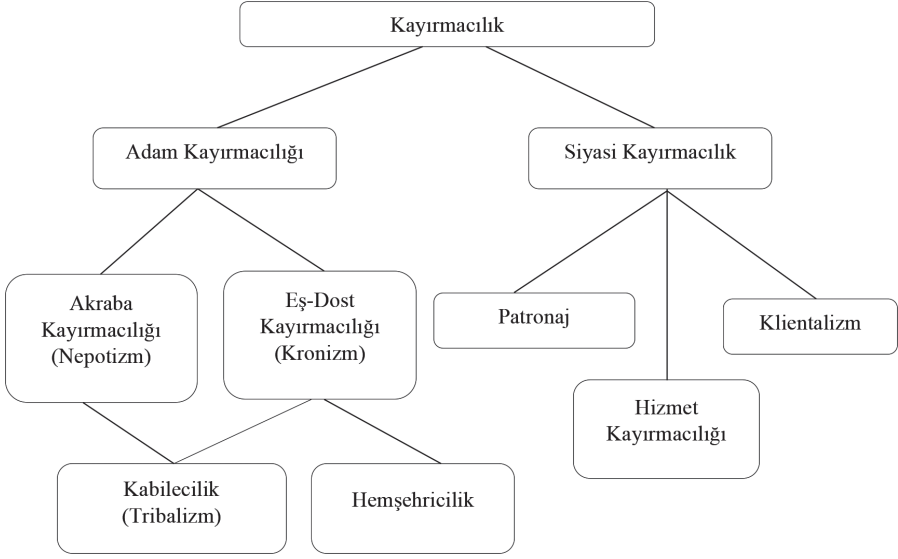 Kayırmacılık
Adam Kayırmacılığı
Siyasi Kayırmacılık
Akraba
Kayırmacılığı
(Nepotizm)
Eş-Dost
Kayırmacılığı
(Kronizm)
Patronaj
Klientalizm
Hizmet
Kayırmacılığı
Kabilecilik
(Tribalizm)
Hemşehricilik